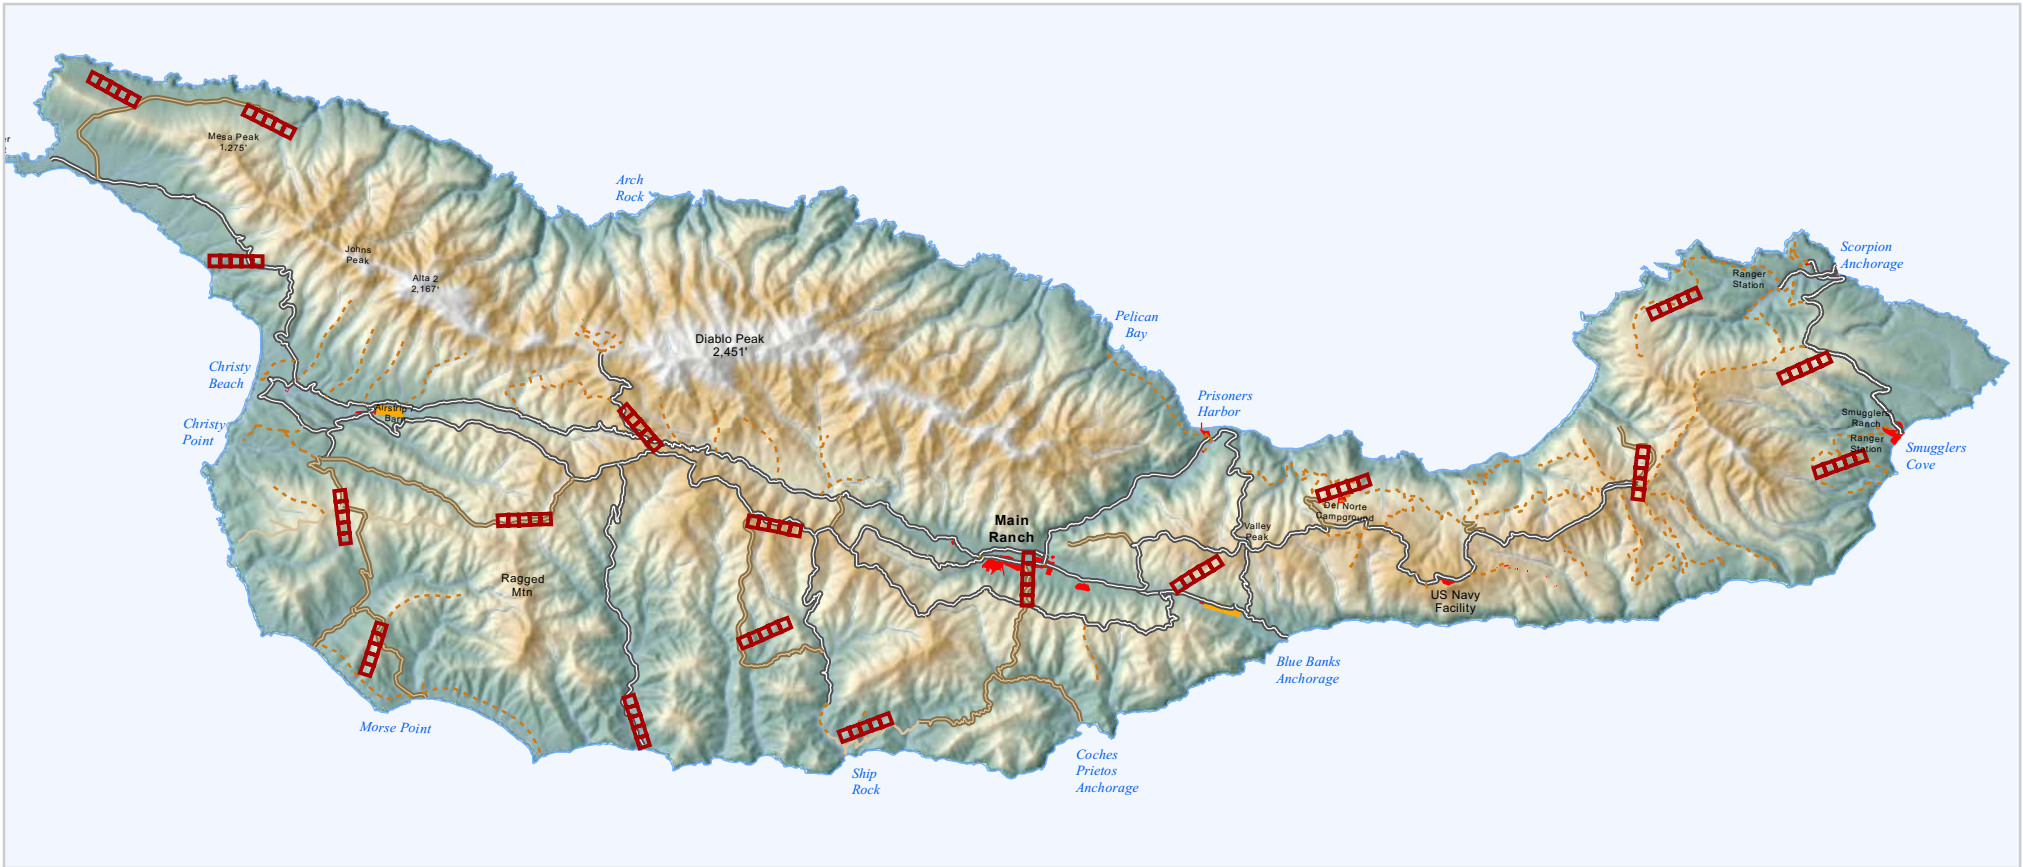 Mesa Peak
1,275'
Arch
Rock
Johns
Peak
Alta 2
2,167'
Diablo Peak
2,451'
Pelican
Bay
Scorpion
Anchorage
Ranger
Station
Christy
Beach
Airstrip /
Barn
Christy
Point
Prisoners
Harbor
Smugglers
Ranch
Ranger
Station
Smugglers
Cove
Del Norte
Campground
Main
Ranch
Valley
Peak
Ragged
Mtn
US Navy
Facility
Blue Banks
Anchorage
Morse Point
Ship
Rock
Coches
Prietos
Anchorage